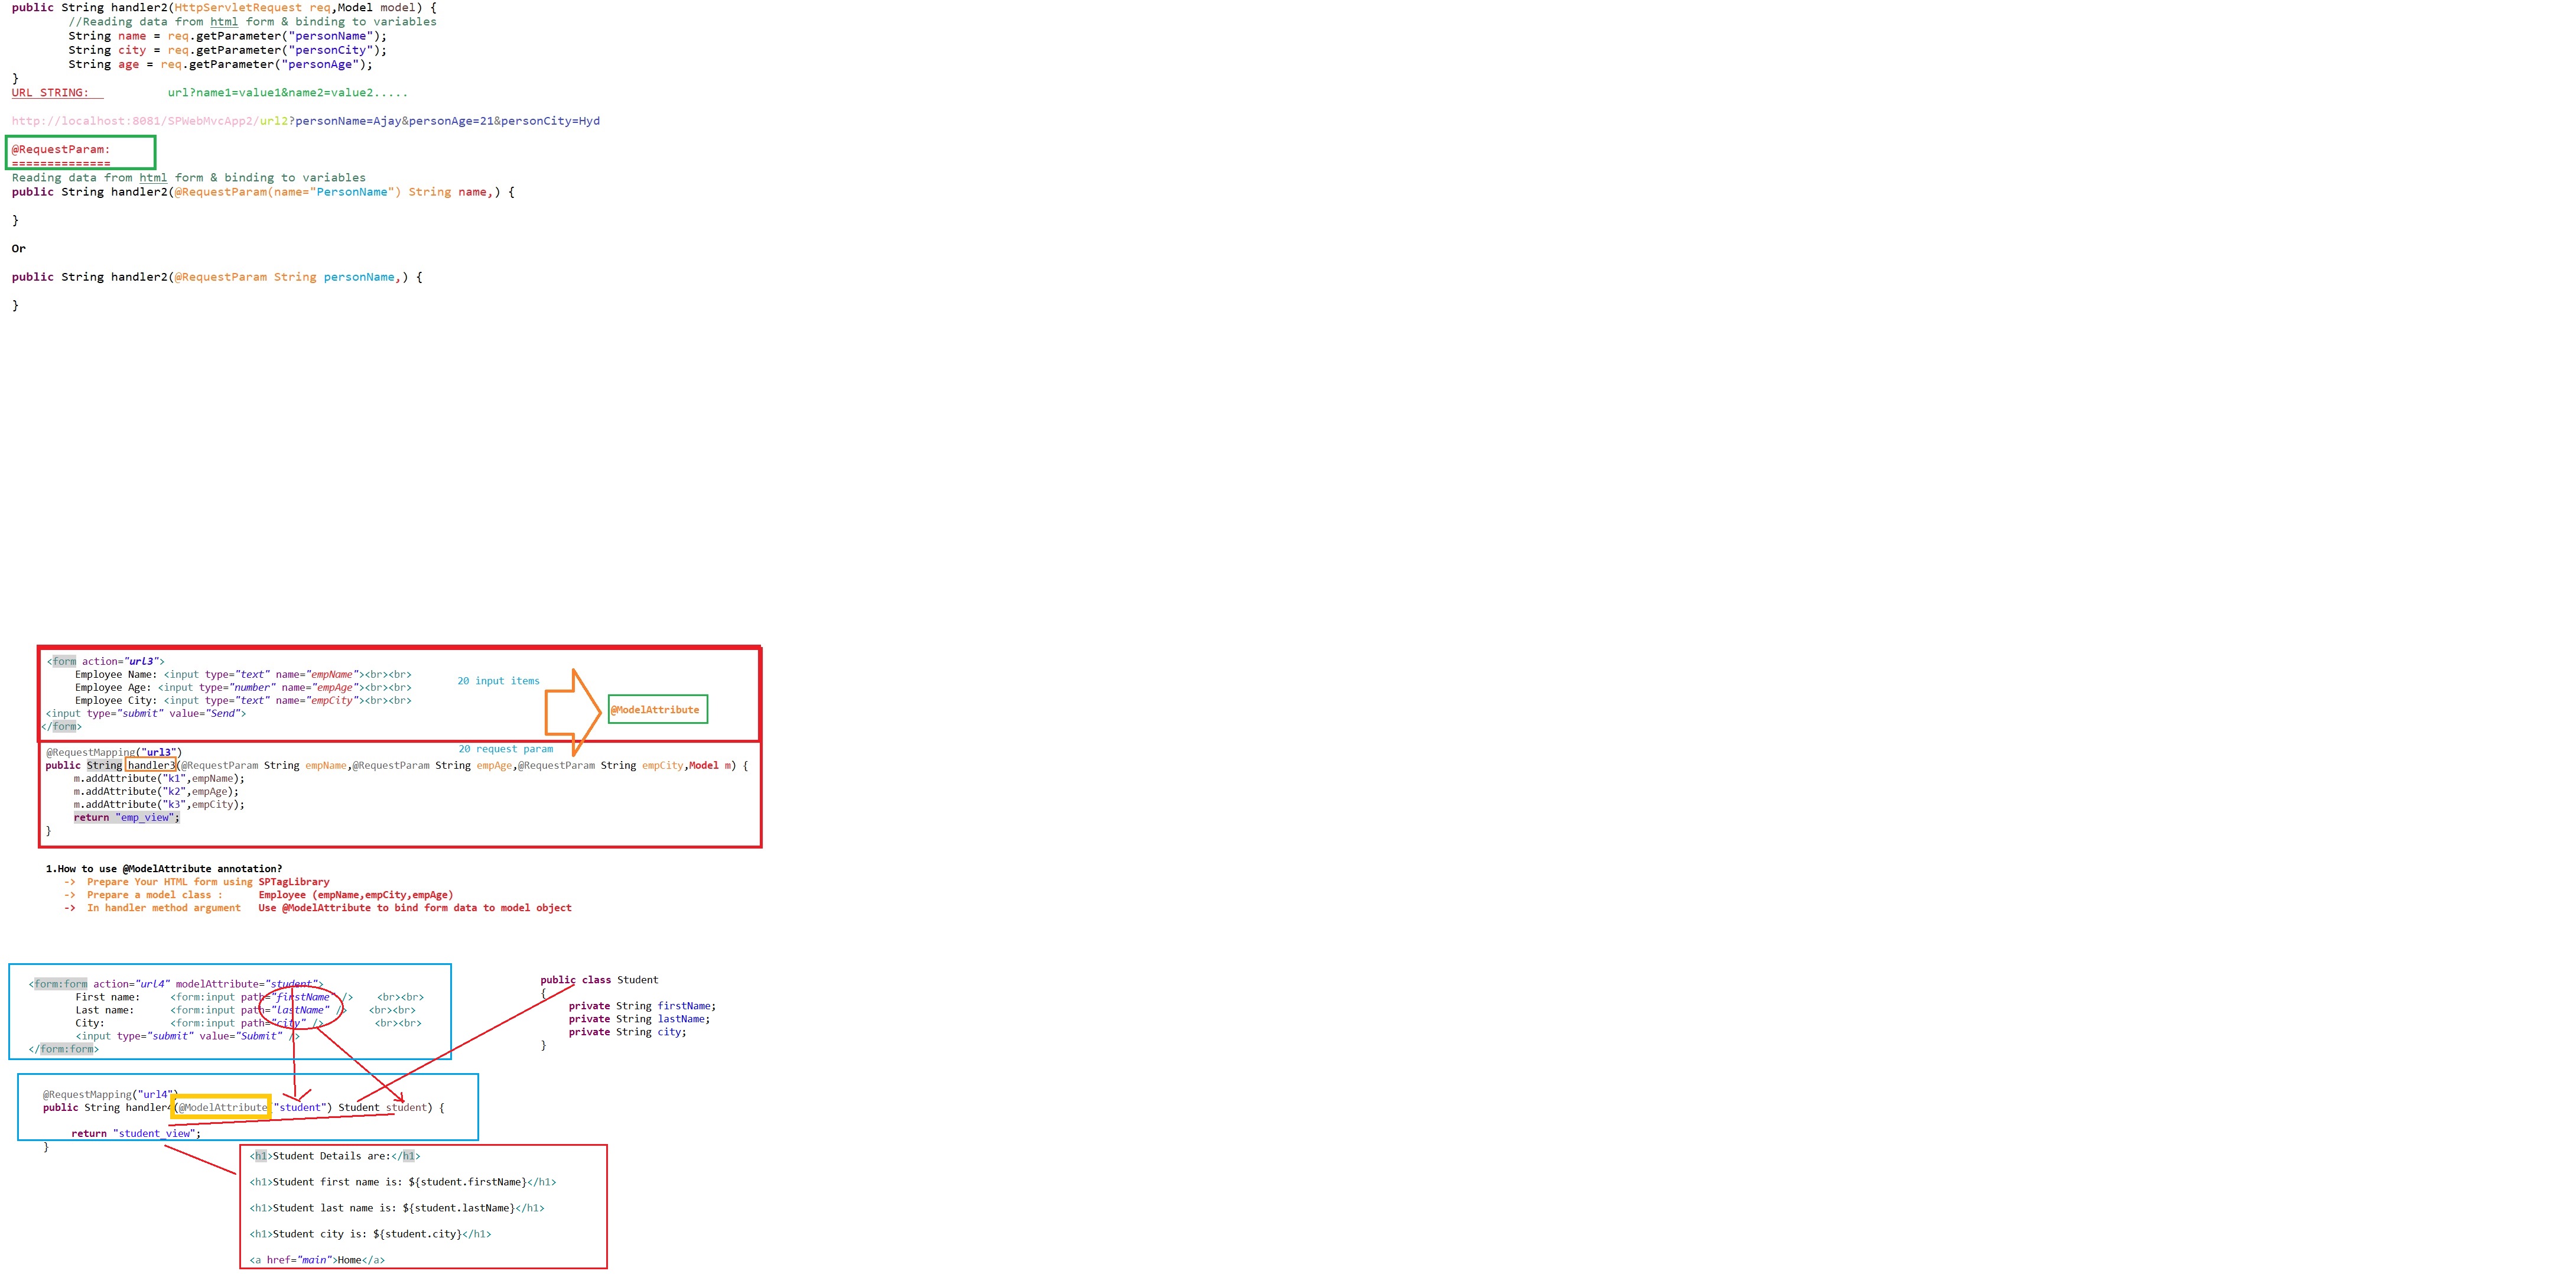 public String handler2(HttpServletRequest req,Model model) {
//Reading data from html form & binding to variables
String name = req.getParameter("personName");
String city = req.getParameter("personCity");
String age = req.getParameter("personAge");
}
URL STRING: url?name1=value1&name2=value2.....
http://localhost:8081/SPWebMvcApp2/url2?personName=Ajay&personAge=21&personCity=Hyd
@RequestParam:
==============
Reading data from html form & binding to variables
public String handler2(@RequestParam(name="PersonName") String name,) {
}
Or
public String handler2(@RequestParam String personName,) {
}
<form action="url3">
Employee Name: <input type="text" name="empName"><br><br>
20 input items
Employee Age: <input type="number" name="empAge"><br><br>
Employee City: <input type="text" name="empCity"><br><br>
@ModelAttribute
<input type="submit" value="Send">
</form>
20 request param
@RequestMapping("url3")
public String handler3(@RequestParam String empName,@RequestParam String empAge,@RequestParam String empCity,Model m) {
m.addAttribute("k1",empName);
m.addAttribute("k2",empAge);
m.addAttribute("k3",empCity);
return "emp_view";
}
1.How to use @ModelAttribute annotation?
-> Prepare Your HTML form using SPTagLibrary
-> Prepare a model class : Employee (empName,empCity,empAge)
-> In handler method argument Use @ModelAttribute to bind form data to model object
<form:form action="url4" modelAttribute="student">
First name: <form:input path="firstName" /> <br><br>
Last name: <form:input path="lastName" /> <br><br>
City: <form:input path="city" /> <br><br>
<input type="submit" value="Submit" />
</form:form>
public class Student
{
private String firstName;
private String lastName;
private String city;
}
@RequestMapping("url4")
public String handler4(@ModelAttribute("student") Student student) {
return "student_view";
}
<h1>Student Details are:</h1>
<h1>Student first name is: ${student.firstName}</h1>
<h1>Student last name is: ${student.lastName}</h1>
<h1>Student city is: ${student.city}</h1>
<a href="main">Home</a>